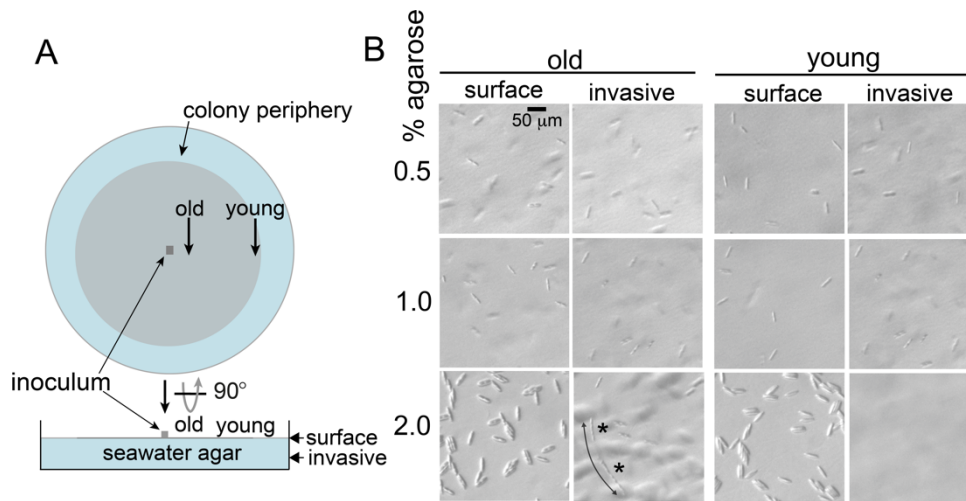 A
colony periphery
old young
inoculum
90°
old young
surface
seawater agar
invasive
B
% agarose
old young
surface invasive surface invasive
50 µm
0.5
1.0
2.0
*
*